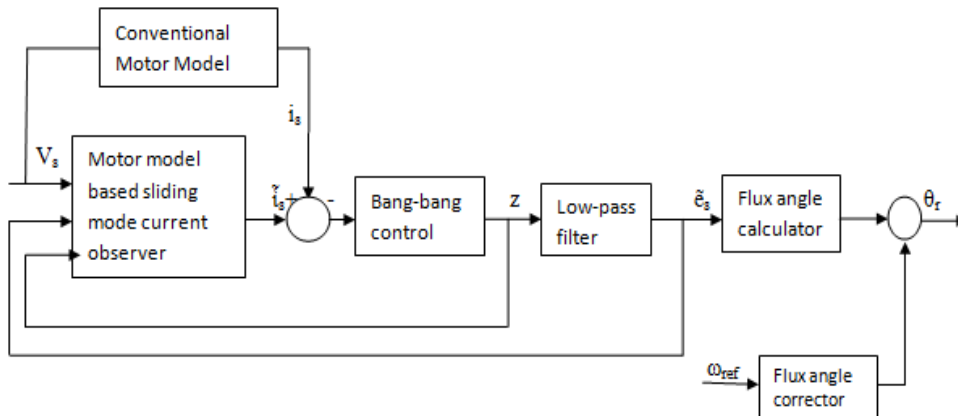 Conventional
Motor Model
i_s
V_s
Motor model
based sliding
mode current
observer
ĩ_s+
-
Bang-bang
control
z
Low-pass
filter
ẽ_s
Flux angle
calculator
θ_r
ω_ref
Flux angle
corrector